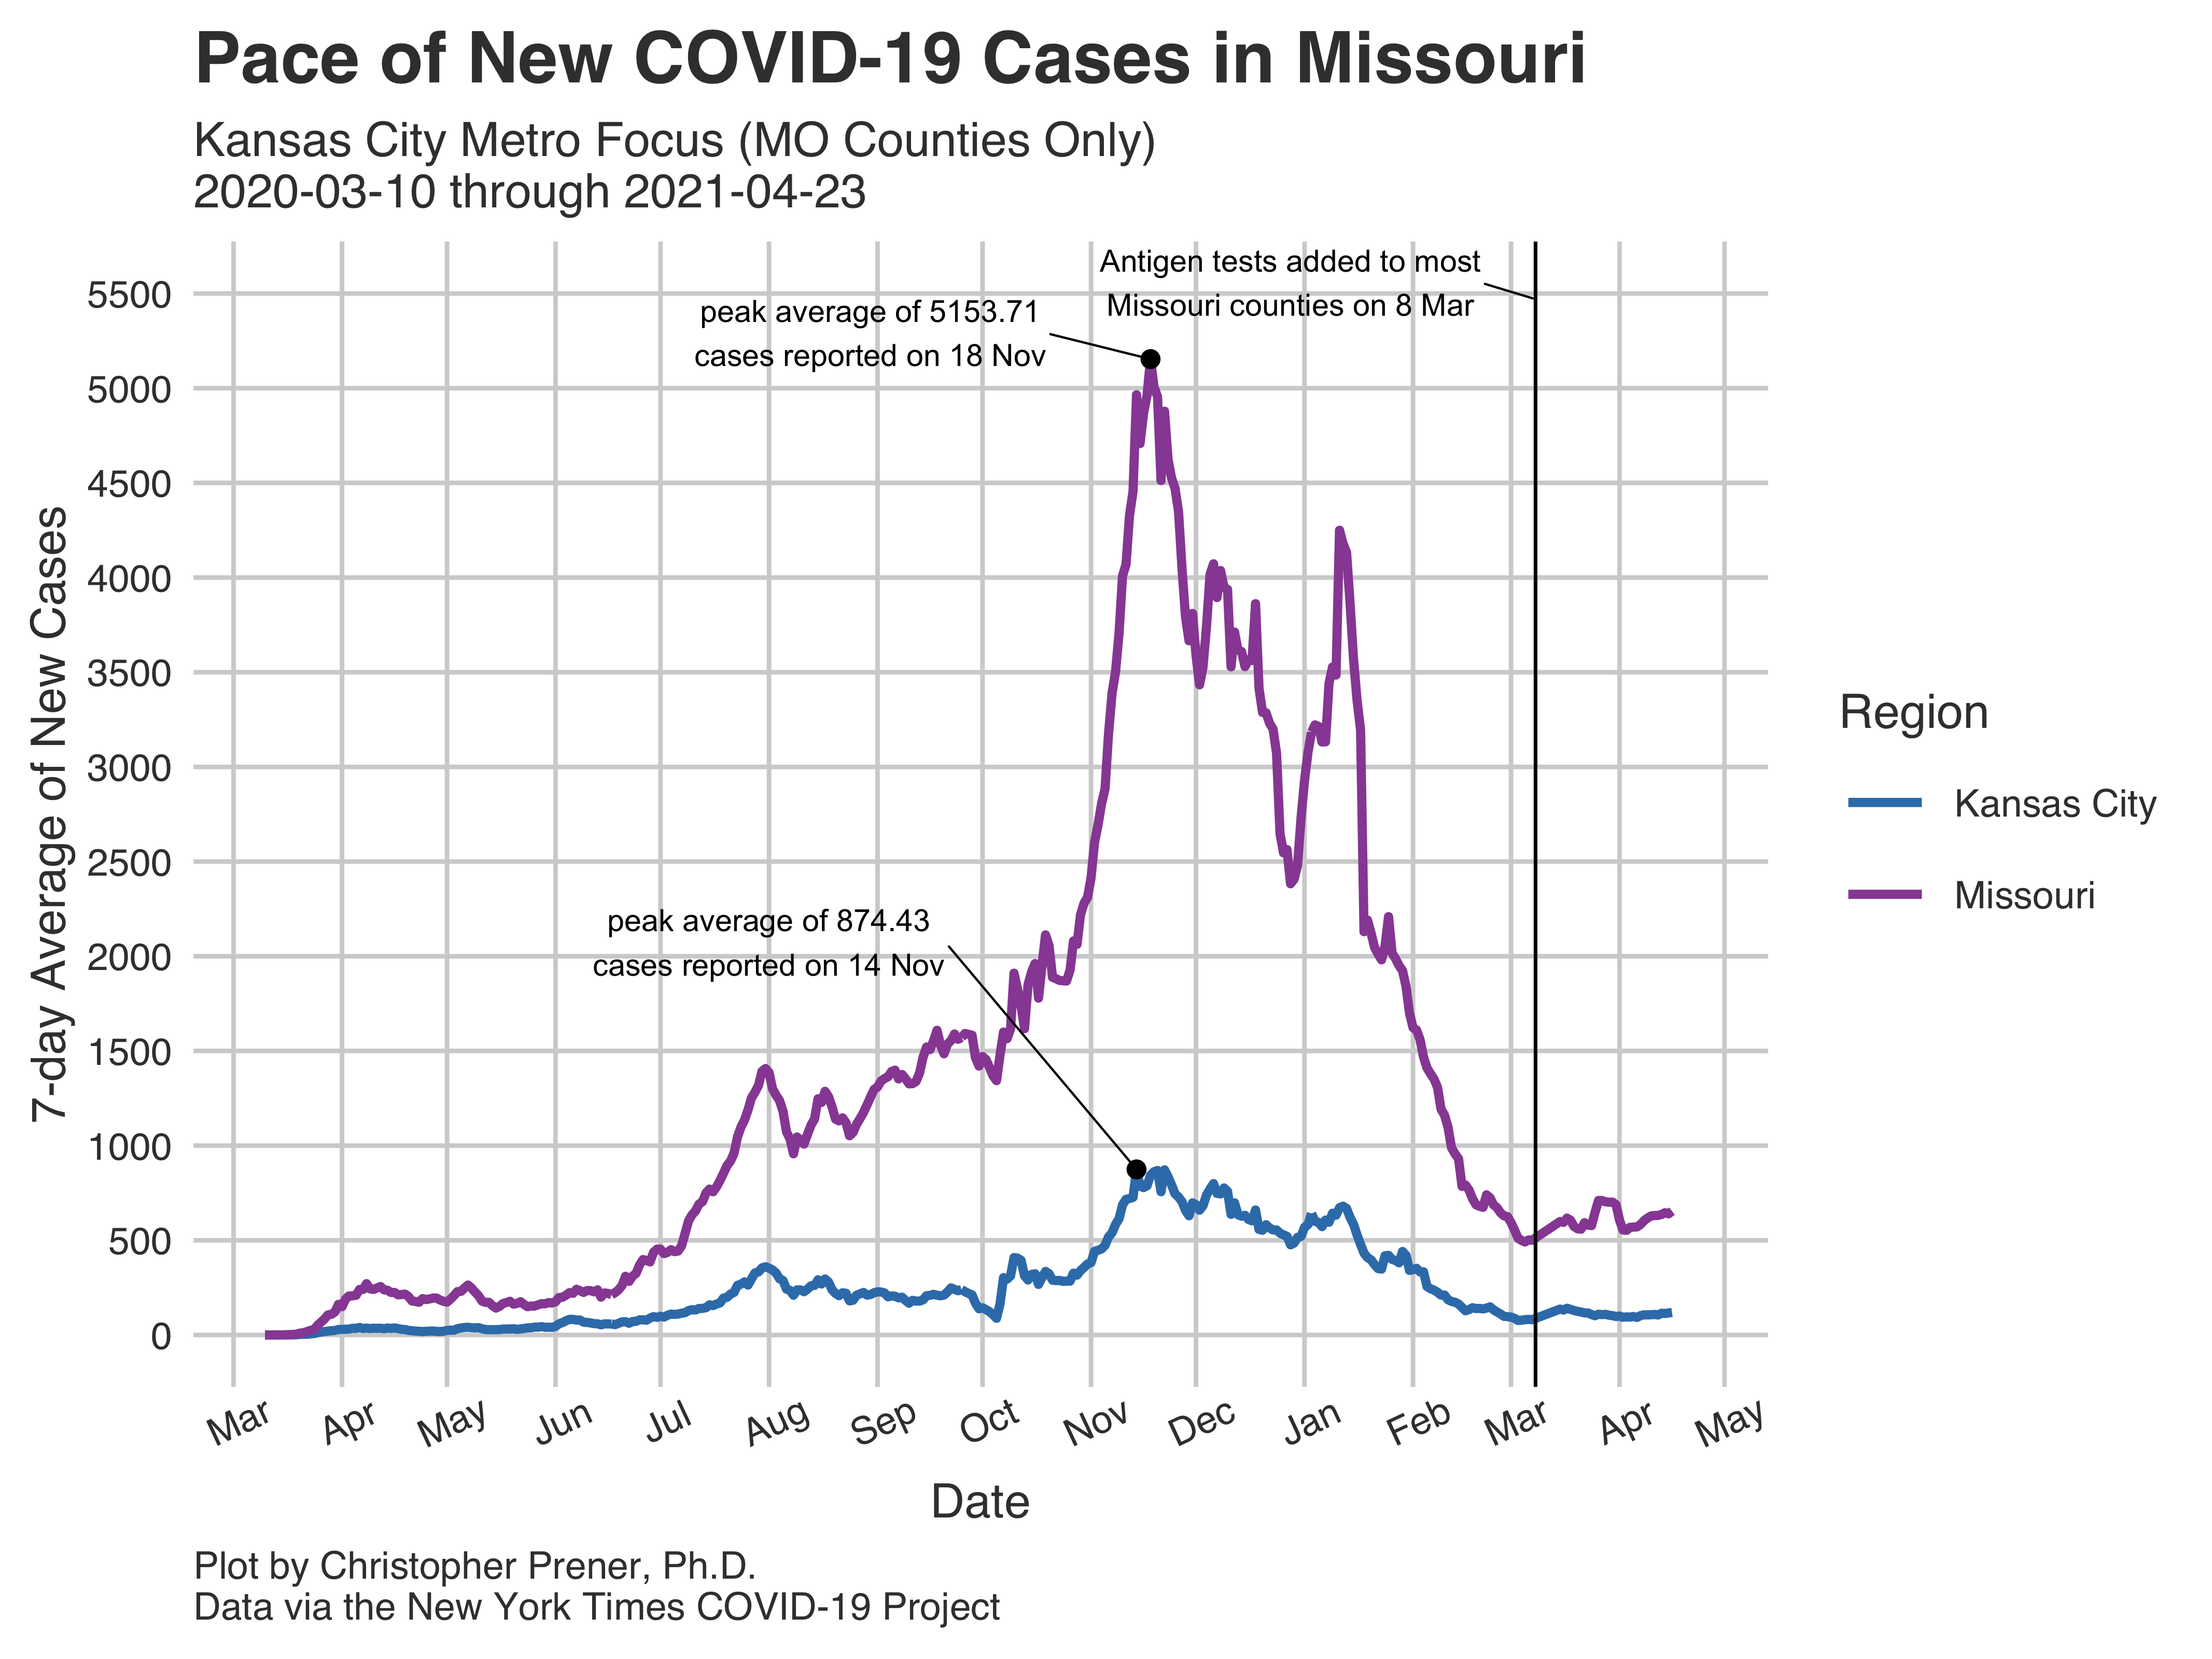 Pace of New COVID-19 Cases in Missouri
Kansas City Metro Focus (MO Counties Only)
2020-03-10 through 2021-04-23
Antigen tests added to most
Missouri counties on 8 Mar
peak average of 5153.71
cases reported on 18 Nov
peak average of 874.43
cases reported on 14 Nov
7-day Average of New Cases
5500
5000
4500
4000
3500
3000
2500
2000
1500
1000
500
0
Mar
Apr
May
Jun
Jul
Aug
Sep
Oct
Nov
Dec
Jan
Feb
Mar
Apr
May
Date
Region
Kansas City
Missouri
Plot by Christopher Prener, Ph.D.
Data via the New York Times COVID-19 Project